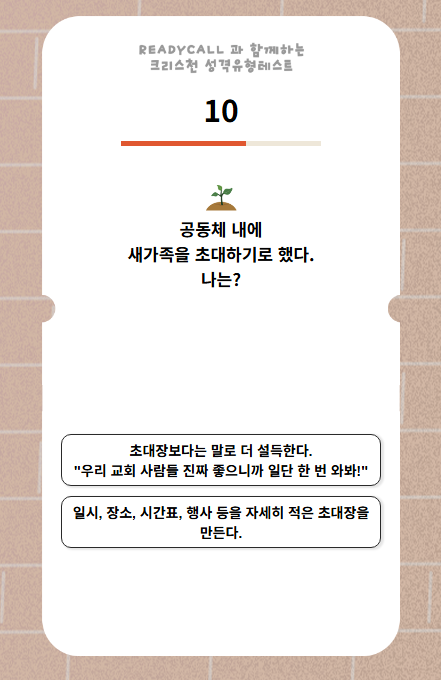 READYCALL 과 함께하는
크리스천 성격유형테스트
10
공동체 내에
새가족을 초대하기로 했다.
나는?
초대장보다는 말로 더 설득한다.
"우리 교회 사람들 진짜 좋으니까 일단 한 번 와봐!"
일시, 장소, 시간표, 행사 등을 자세히 적은 초대장을
만든다.